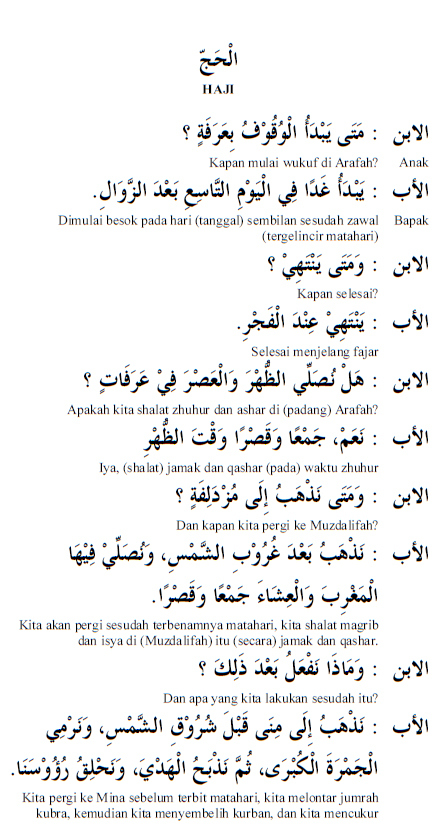 الْحَجّ
HAJI
الابن : مَتَى يَبْدَأُ الْوُقُوْفُ بِعَرَفَةٍ ؟
Kapan mulai wukuf di Arafah? Anak
الأب : يَبْدَأُ غَدًا فِي الْيَوْمِ التَّاسِعِ بَعْدَ الزَّوَالِ.
Dimulai besok pada hari (tanggal) sembilan sesudah zawal Bapak
(tergelincir matahari)
الابن : وَمَتَى يَنْتَهِيْ ؟
Kapan selesai?
الأب : يَنْتَهِيْ عِنْدَ الْفَجْرِ.
Selesai menjelang fajar
الابن : هَلْ نُصَلِّي الظُّهْرَ وَالْعَصْرَ فِيْ عَرَفَاتٍ ؟
Apakah kita shalat zhuhur dan ashar di (padang) Arafah?
الأب : نَعَمْ، جَمْعًا وَقَصْرًا وَقْتَ الظُّهْرِ
Iya, (shalat) jamak dan qashar (pada) waktu zhuhur
الابن : وَمَتَى نَذْهَبُ إِلَى مُزْدَلِفَةٍ ؟
Dan kapan kita pergi ke Muzdalifah?
الأب : نَذْهَبُ بَعْدَ غُرُوْبِ الشَّمْسِ، وَنُصَلِّيْ فِيْهَا
الْمَغْرِبَ وَالْعِشَاءَ جَمْعًا وَقَصْرًا.
Kita akan pergi sesudah terbenamnya matahari, kita shalat magrib
dan isya di (Muzdalifah) itu (secara) jamak dan qashar.
الابن : وَمَاذَا نَفْعَلُ بَعْدَ ذَلِكَ ؟
Dan apa yang kita lakukan sesudah itu?
الأب : نَذْهَبُ إِلَى مِنَى قَبْلَ شُرُوْقِ الشَّمْسِ، وَنَرْمِي
الْجَمْرَةَ الْكُبْرَى، ثُمَّ نَذْبَحُ الْهَدْيَ، وَنَحْلِقُ رُؤُوْسَنَا.
Kita pergi ke Mina sebelum terbit matahari, kita melontar jumrah
kubra, kemudian kita menyembelih kurban, dan kita mencukur